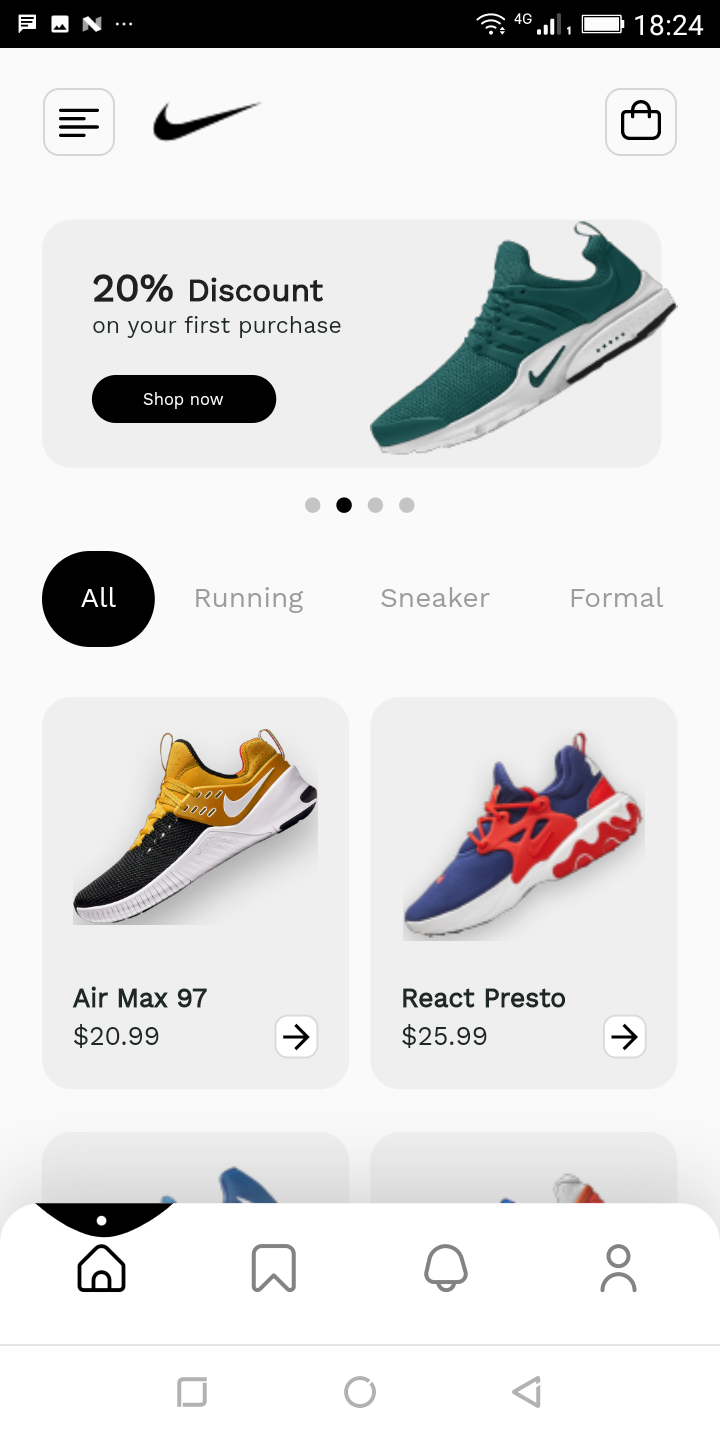 4G 1 18:24
20% Discount
on your first purchase
Shop now
All Running Sneaker Formal
Air Max 97
$20.99
React Presto
$25.99